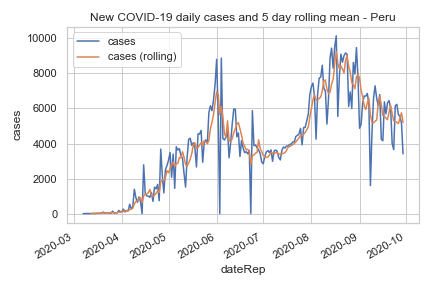 New COVID-19 daily cases and 5 day rolling mean - Peru
cases
cases (rolling)
10000
8000
6000
4000
2000
0
cases
2020-03
2020-04
2020-05
2020-06
2020-07
2020-08
2020-09
2020-10
dateRep